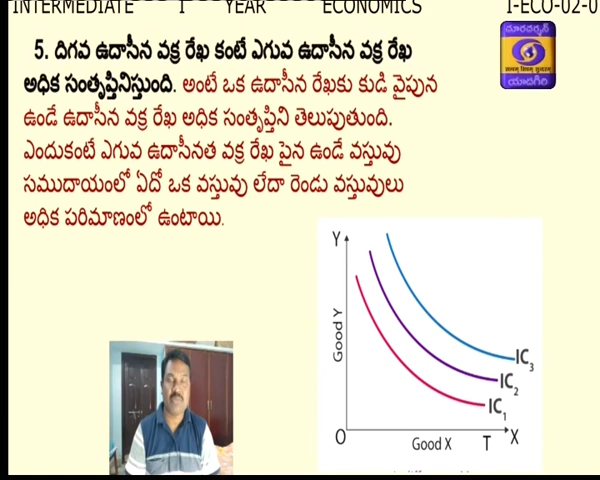 INTERMEDIATE I YEAR ECONOMICS I-ECO-02-0
5. దిగవ ఉదాసీన వక్ర రేఖ కంటే ఎగువ ఉదాసీన వక్ర రేఖ
అధిక సంతృప్తినిస్తుంది. అంటే ఒక ఉదాసీన రేఖకు కుడి వైపున
ఉండే ఉదాసీన వక్ర రేఖ అధిక సంతృప్తిని తెలుపుతుంది.
ఎందుకంటే ఎగువ ఉదాసీనత వక్ర రేఖ పైన ఉండే వస్తువు
సముదాయంలో ఏదో ఒక వస్తువు లేదా రెండు వస్తువులు
అధిక పరిమాణంలో ఉంటాయి.
దూరదర్శన్
యాదగిరి
Y
Good Y
IC3
IC2
IC1
O Good X T X